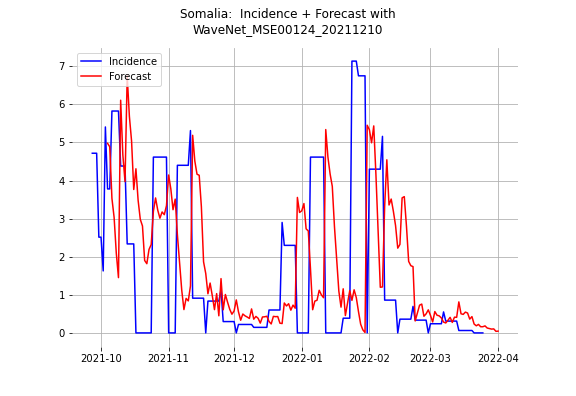 Somalia:  Incidence + Forecast with
WaveNet_MSE00124_20211210
Incidence
Forecast
7
6
5
4
3
2
1
0
2021-10 2021-11 2021-12 2022-01 2022-02 2022-03 2022-04